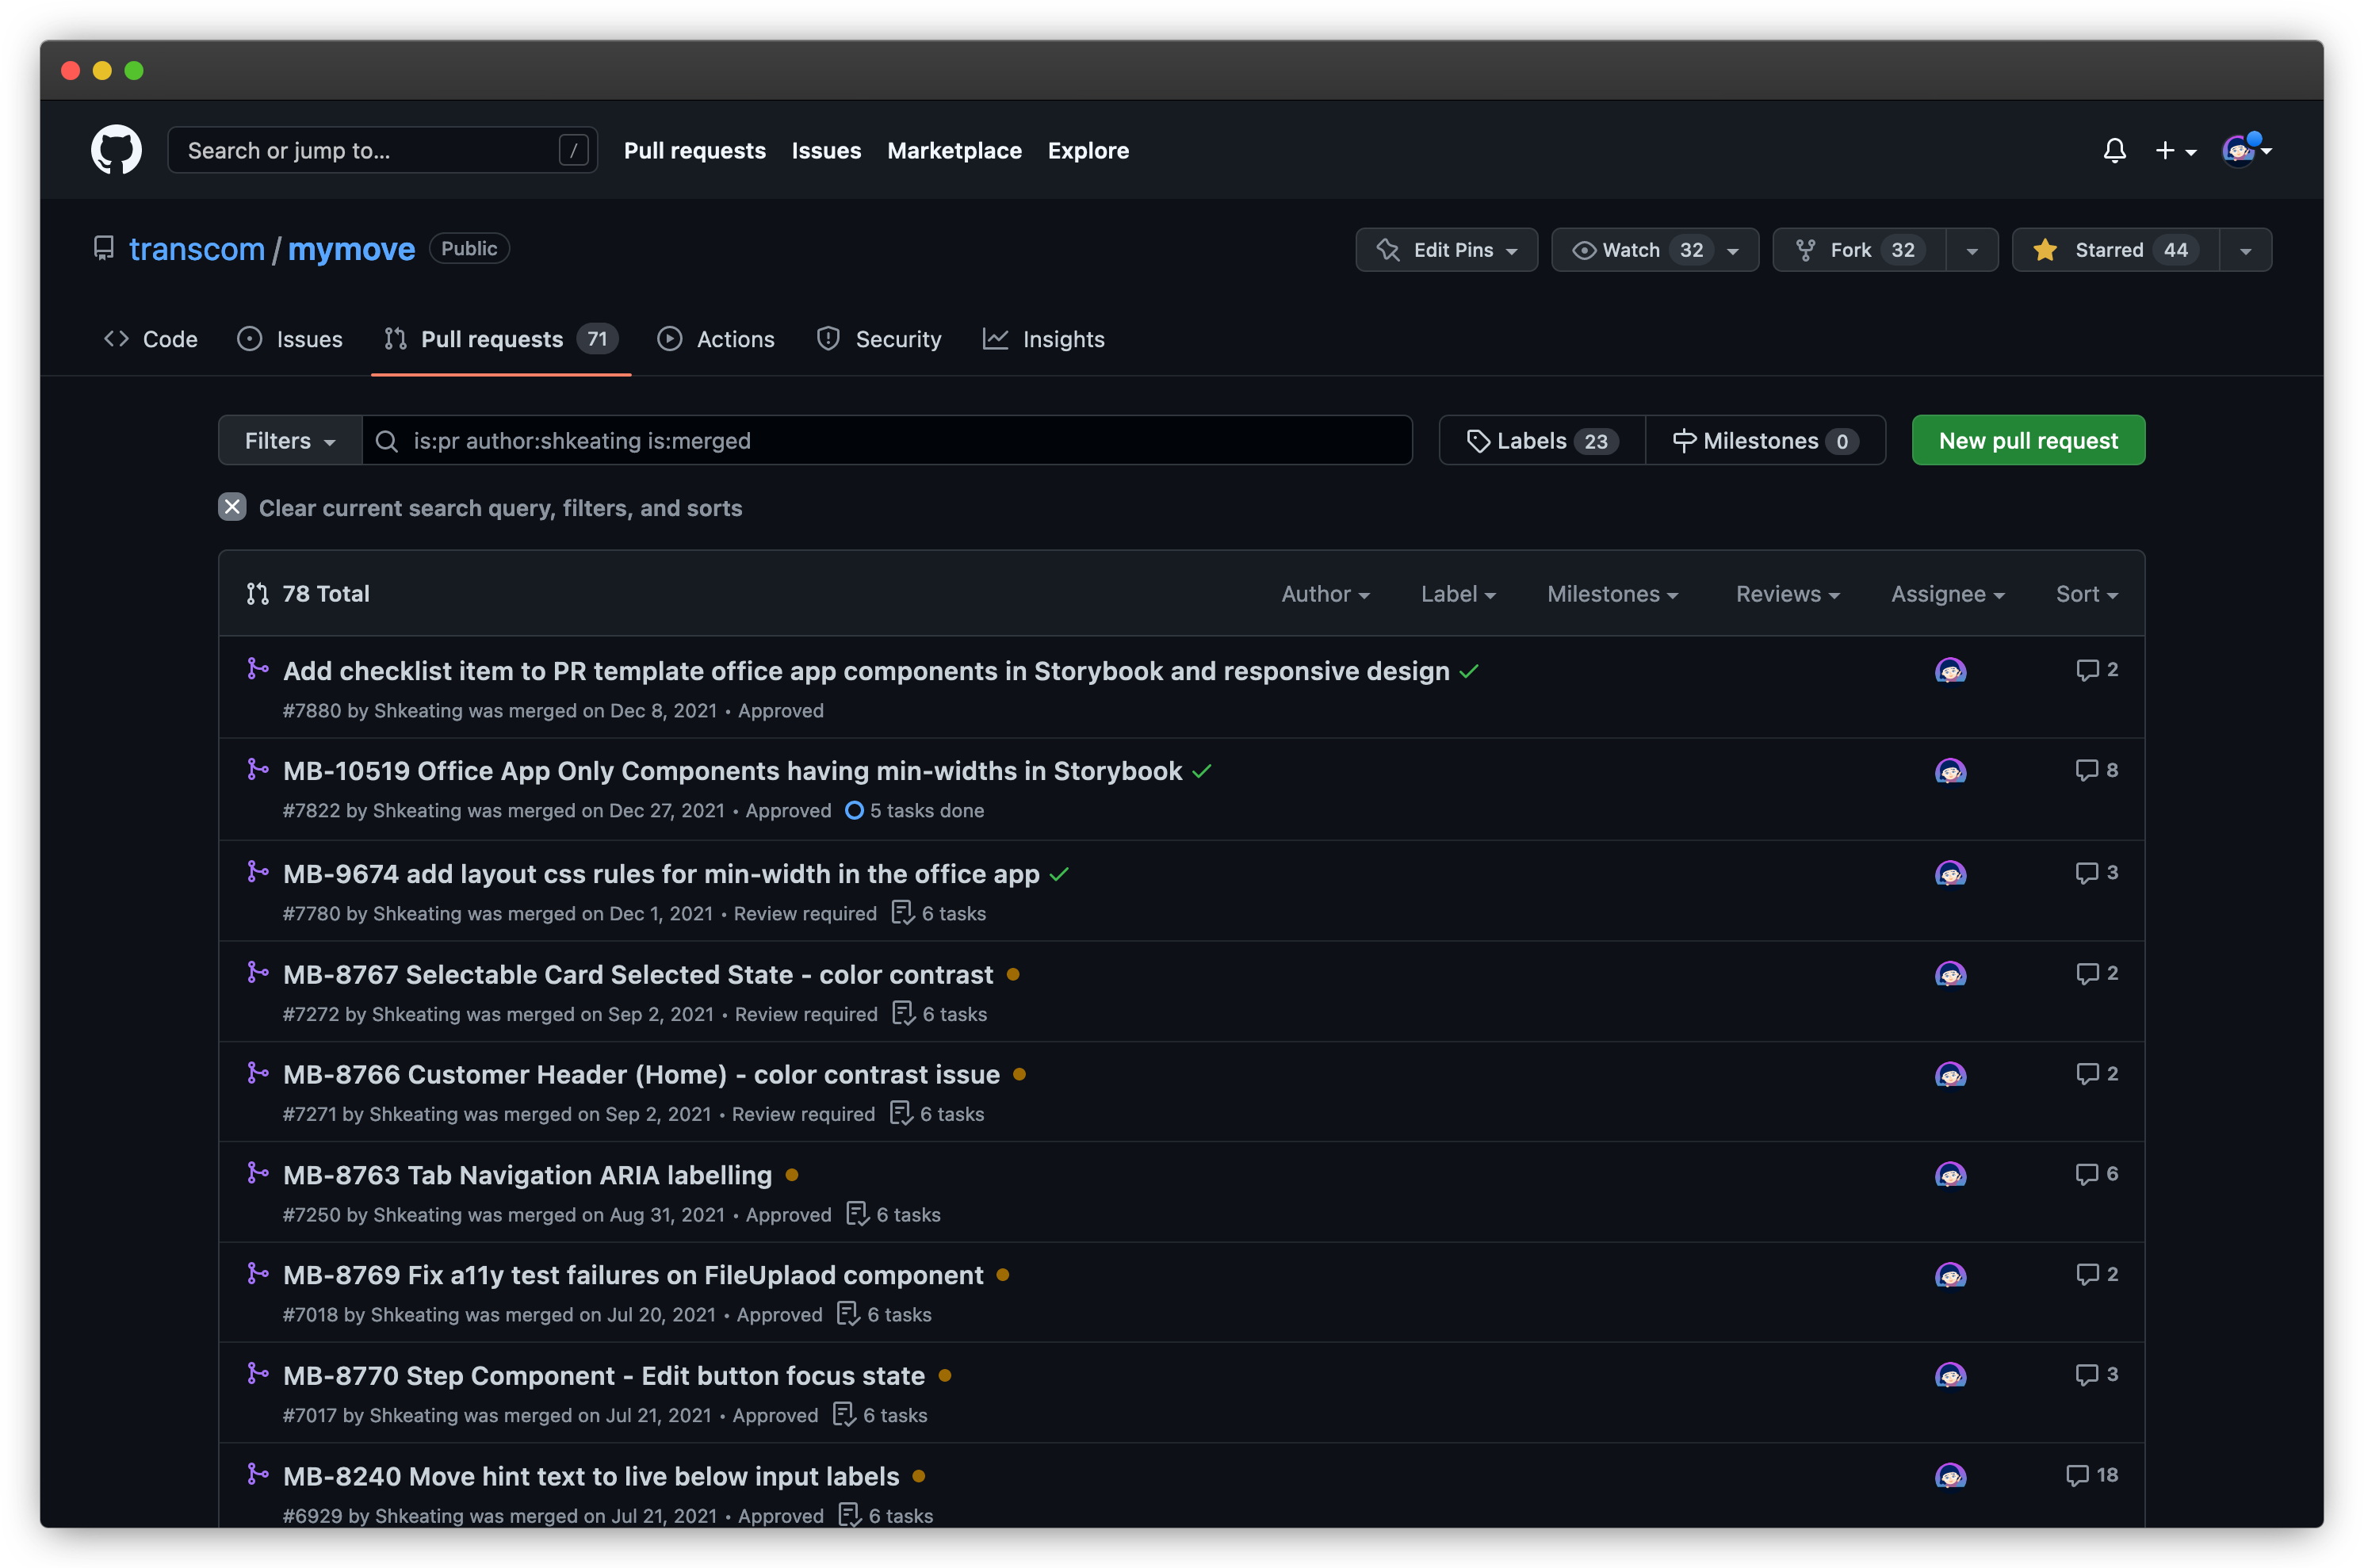 Search or jump to... / Pull requests Issues Marketplace Explore
transcom / mymove Public Edit Pins Watch 32 Fork 32 Starred 44
Code Issues Pull requests 71 Actions Security Insights
Filters is:pr author:shkeating is:merged Labels 23 Milestones 0 New pull request
Clear current search query, filters, and sorts
78 Total Author Label Milestones Reviews Assignee Sort
Add checklist item to PR template office app components in Storybook and responsive design 2
#7880 by Shkeating was merged on Dec 8, 2021 • Approved
MB-10519 Office App Only Components having min-widths in Storybook 8
#7822 by Shkeating was merged on Dec 27, 2021 • Approved 5 tasks done
MB-9674 add layout css rules for min-width in the office app 3
#7780 by Shkeating was merged on Dec 1, 2021 • Review required 6 tasks
MB-8767 Selectable Card Selected State - color contrast 2
#7272 by Shkeating was merged on Sep 2, 2021 • Review required 6 tasks
MB-8766 Customer Header (Home) - color contrast issue 2
#7271 by Shkeating was merged on Sep 2, 2021 • Review required 6 tasks
MB-8763 Tab Navigation ARIA labelling 6
#7250 by Shkeating was merged on Aug 31, 2021 • Approved 6 tasks
MB-8769 Fix a11y test failures on FileUplaod component 2
#7018 by Shkeating was merged on Jul 20, 2021 • Approved 6 tasks
MB-8770 Step Component - Edit button focus state 3
#7017 by Shkeating was merged on Jul 21, 2021 • Approved 6 tasks
MB-8240 Move hint text to live below input labels 18
#6929 by Shkeating was merged on Jul 21, 2021 • Approved 6 tasks